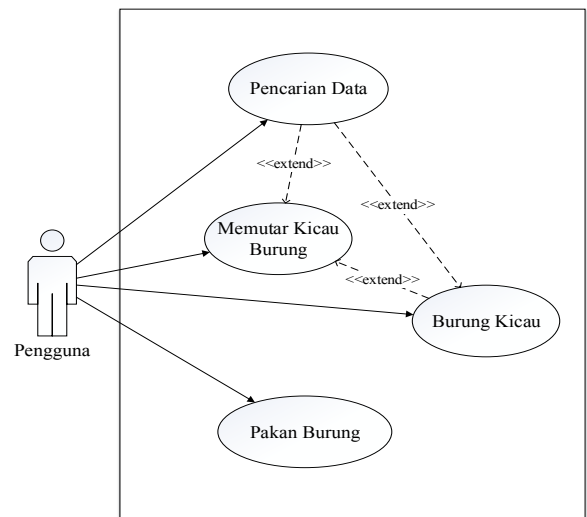 Pencarian Data
<<extend>>
<<extend>>
Memutar Kicau
Burung
<<extend>>
Burung Kicau
Pengguna
Pakan Burung